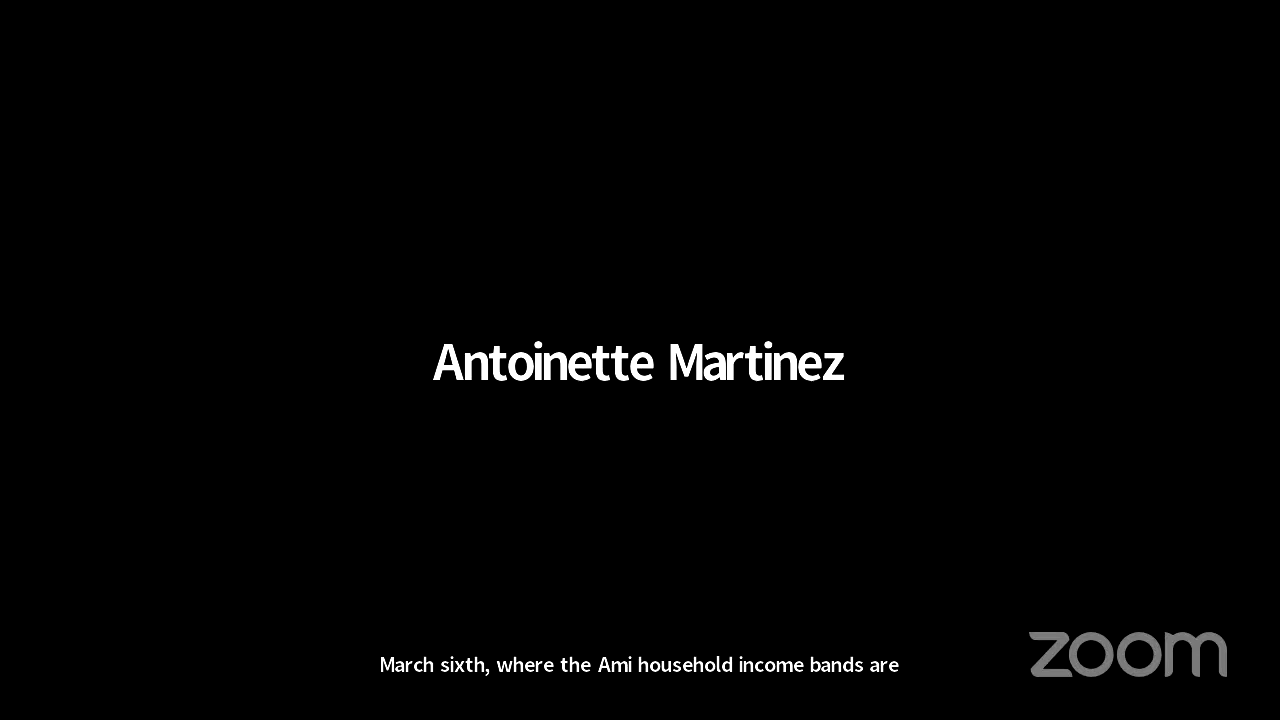 Antoinette Martinez
March sixth, where the Ami household income bands are
zoom